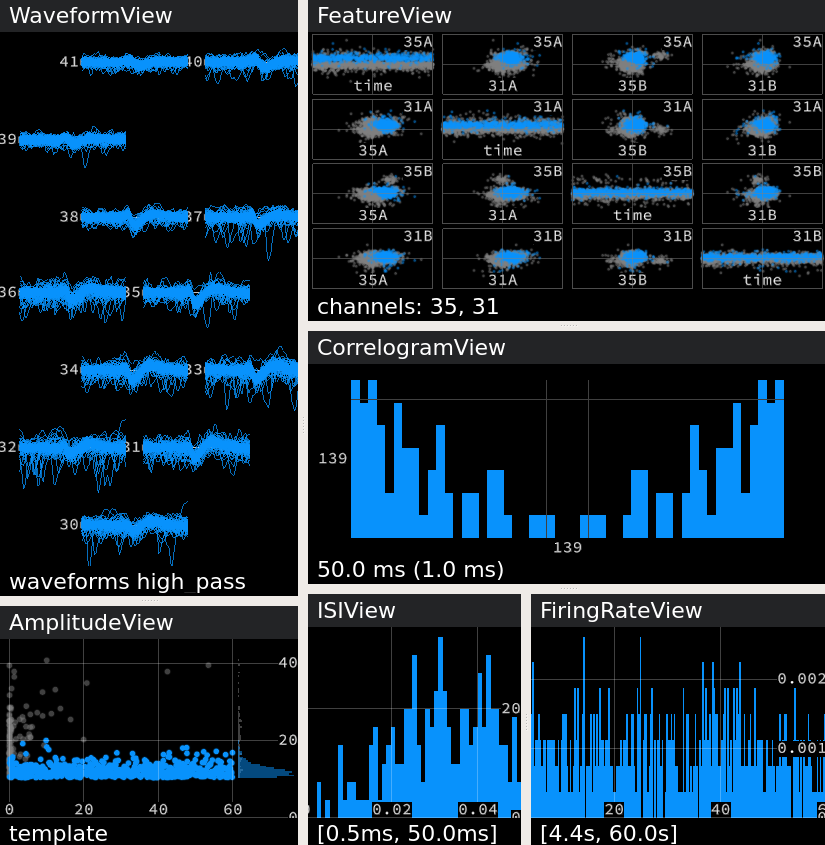 WaveformView
41 40
39
38 37
36 35
34 33
32 31
30
waveforms high_pass
FeatureView
35A 35A 35A 35A
time 31A 35B 31B
31A 31A 31A 31A
35A time 35B 31B
35B 35B 35B 35B
35A 31A time 31B
31B 31B 31B 31B
35A 31A 35B time
channels: 35, 31
CorrelogramView
139
139
50.0 ms (1.0 ms)
AmplitudeView
40
20
0 20 40 60 0
template
ISIView
20
0.02 0.04
[0.5ms, 50.0ms]
FiringRateView
0.002
0.001
20 40
[4.4s, 60.0s]